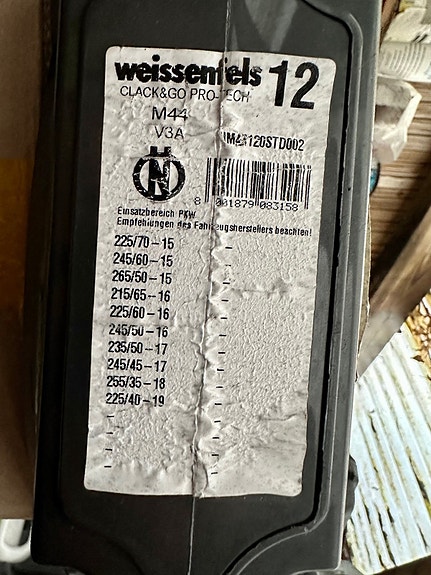 weissenfels 12
CLACK&GO PRO-TECH
M44
V3A
Ö
N
8 001879 083158
Einsatzbereich PKW
Empfehlungen des Fahrzeugherstellers beachten!
225/70-15 -
245/60-15 -
265/50-15 -
215/65-16 -
225/60-16 -
245/50-16 -
235/50-17 -
245/45-17 -
255/35-18 -
225/40-19 -
- -
- -
- -
- -